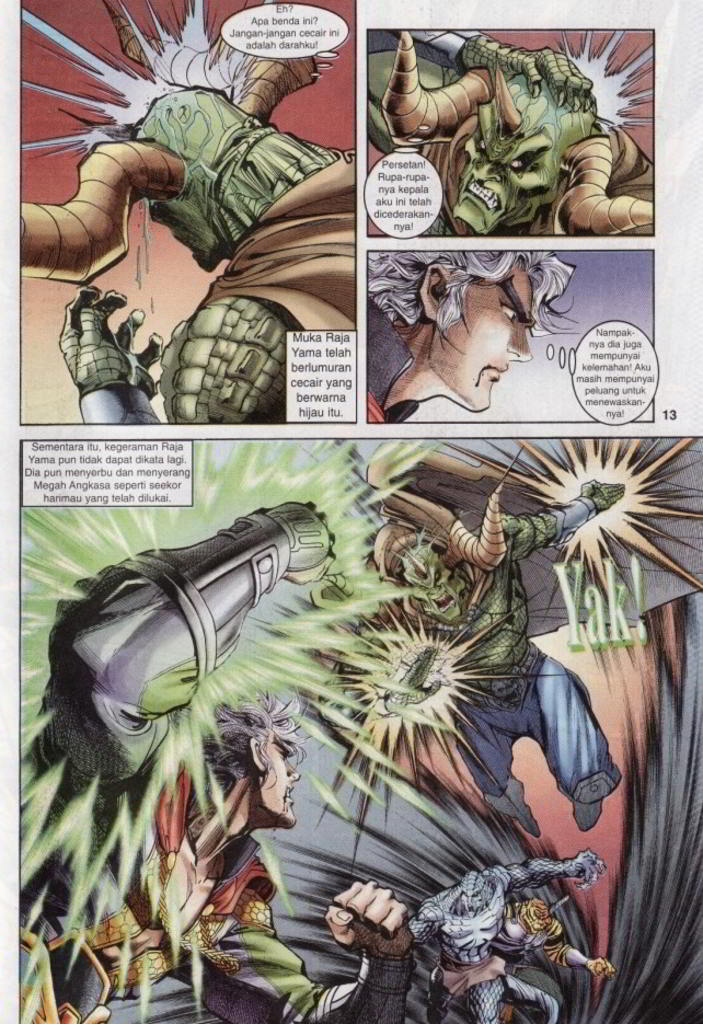 Eh?
Apa benda ini?
Jangan-jangan cecair ini
adalah darahku!
Persetan!
Rupa-rupa-
nya kepala
aku ini telah
dicederakan-
nya!
Muka Raja
Yama telah
berlumuran
cecair yang
berwarna
hijau itu.
Nampak-
nya dia juga
mempunyai
kelemahan! Aku
masih mempunyai
peluang untuk
menewaskan-
nya!
13
Sementara itu, kegeraman Raja
Yama pun tidak dapat dikata lagi.
Dia pun menyerbu dan menyerang
Megah Angkasa seperti seekor
harimau yang telah dilukai.
Yak!